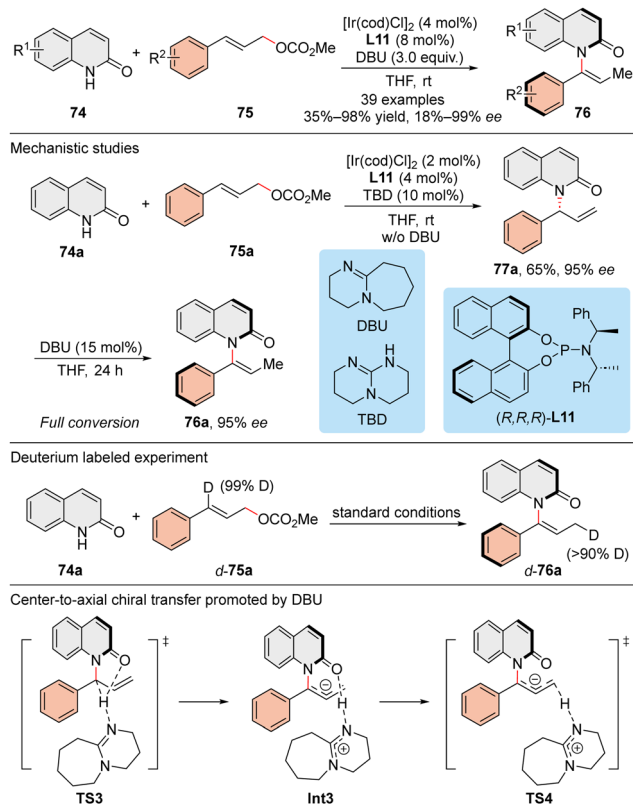 R¹
N
H
O
74
+
R²
OCO₂Me
75
[Ir(cod)Cl]₂ (4 mol%)
L11 (8 mol%)
DBU (3.0 equiv.)
THF, rt
39 examples
35%–98% yield, 18%–99% ee
R¹
N
O
Me
R²
76
Mechanistic studies
N
H
O
74a
+
OCO₂Me
75a
[Ir(cod)Cl]₂ (2 mol%)
L11 (4 mol%)
TBD (10 mol%)
THF, rt
w/o DBU
N
O
77a, 65%, 95% ee
DBU (15 mol%)
THF, 24 h
Full conversion
N
O
Me
76a, 95% ee
N
N
DBU
N
H
N
N
TBD
O
P
O
N
Ph
Ph
(R,R,R)-L11
Deuterium labeled experiment
N
H
O
74a
+
D (99% D)
OCO₂Me
d-75a
standard conditions
N
O
D
(>90% D)
d-76a
Center-to-axial chiral transfer promoted by DBU
N
O
H
N
N
‡
TS3
N
O
⊖
H
N
⊕
N
Int3
N
O
⊖
H
N
⊕
N
‡
TS4